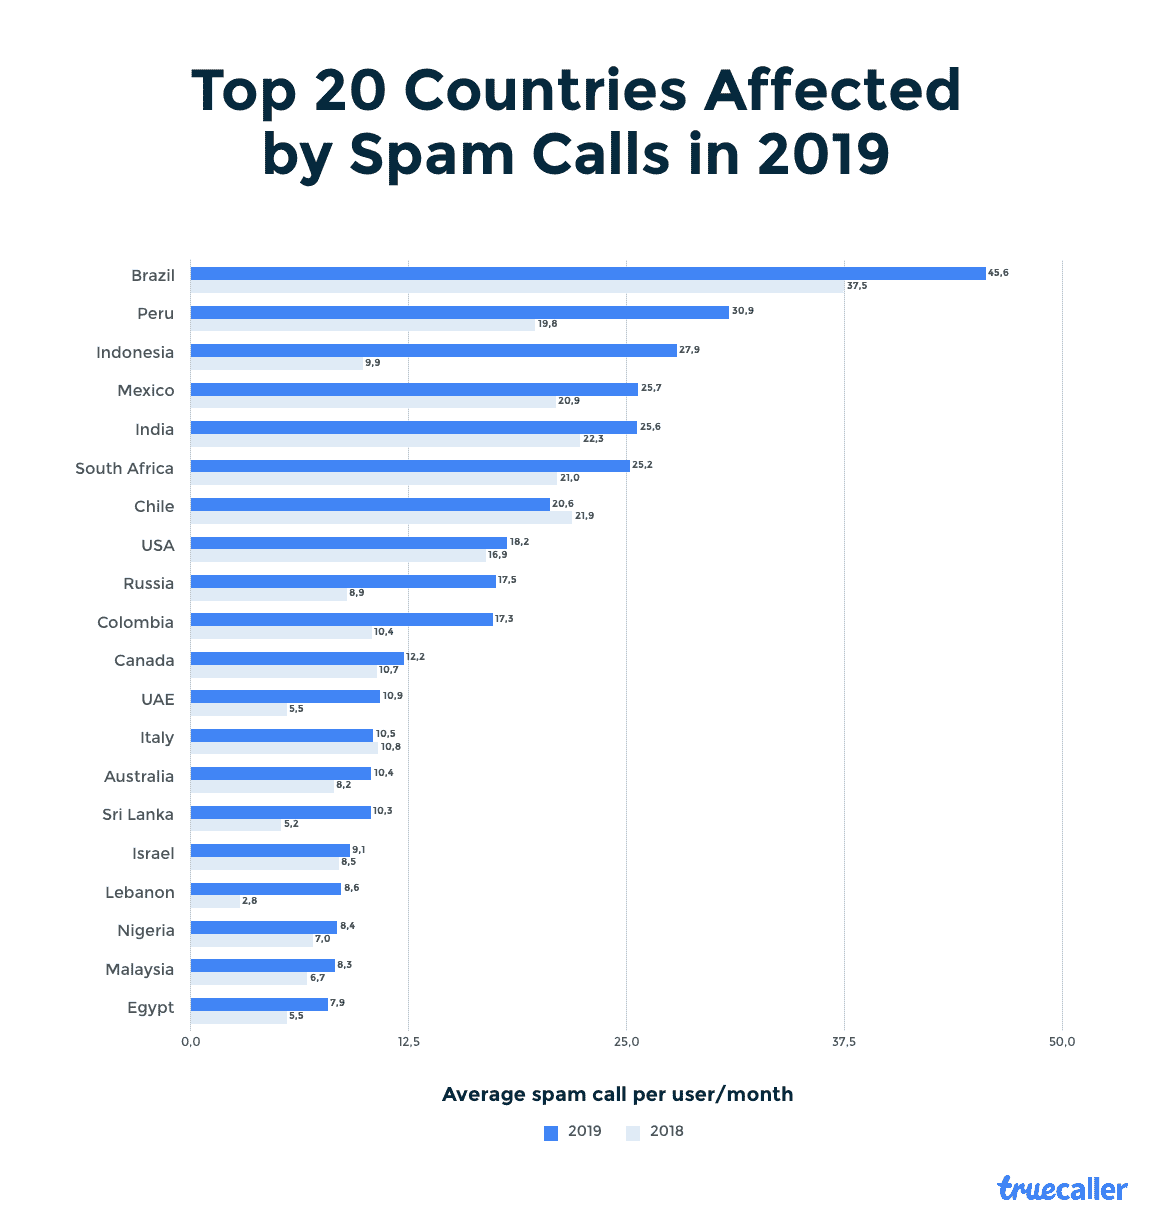 Top 20 Countries Affected
by Spam Calls in 2019
Brazil
45,6
37,5
Peru
30,9
19,8
Indonesia
27,9
9,9
Mexico
25,7
20,9
India
25,6
22,3
South Africa
25,2
21,0
Chile
20,6
21,9
USA
18,2
16,9
Russia
17,5
8,9
Colombia
17,3
10,4
Canada
12,2
10,7
UAE
10,9
5,5
Italy
10,5
10,8
Australia
10,4
8,2
Sri Lanka
10,3
5,2
Israel
9,1
8,5
Lebanon
8,6
2,8
Nigeria
8,4
7,0
Malaysia
8,3
6,7
Egypt
7,9
5,5
0,0 12,5 25,0 37,5 50,0
Average spam call per user/month
2019 2018
truecaller